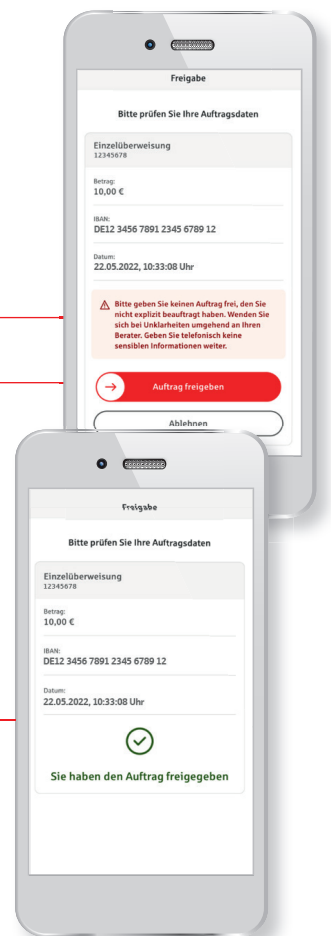 Freigabe
Bitte prüfen Sie Ihre Auftragsdaten
Einzelüberweisung
12345678
Betrag:
10,00 €
IBAN:
DE12 3456 7891 2345 6789 12
Datum:
22.05.2022, 10:33:08 Uhr
Bitte geben Sie keinen Auftrag frei, den Sie
nicht explizit beauftragt haben. Wenden Sie
sich bei Unklarheiten umgehend an Ihren
Berater. Geben Sie telefonisch keine
sensiblen Informationen weiter.
Auftrag freigeben
Ablehnen
Freigabe
Bitte prüfen Sie Ihre Auftragsdaten
Einzelüberweisung
12345678
Betrag:
10,00 €
IBAN:
DE12 3456 7891 2345 6789 12
Datum:
22.05.2022, 10:33:08 Uhr
Sie haben den Auftrag freigegeben